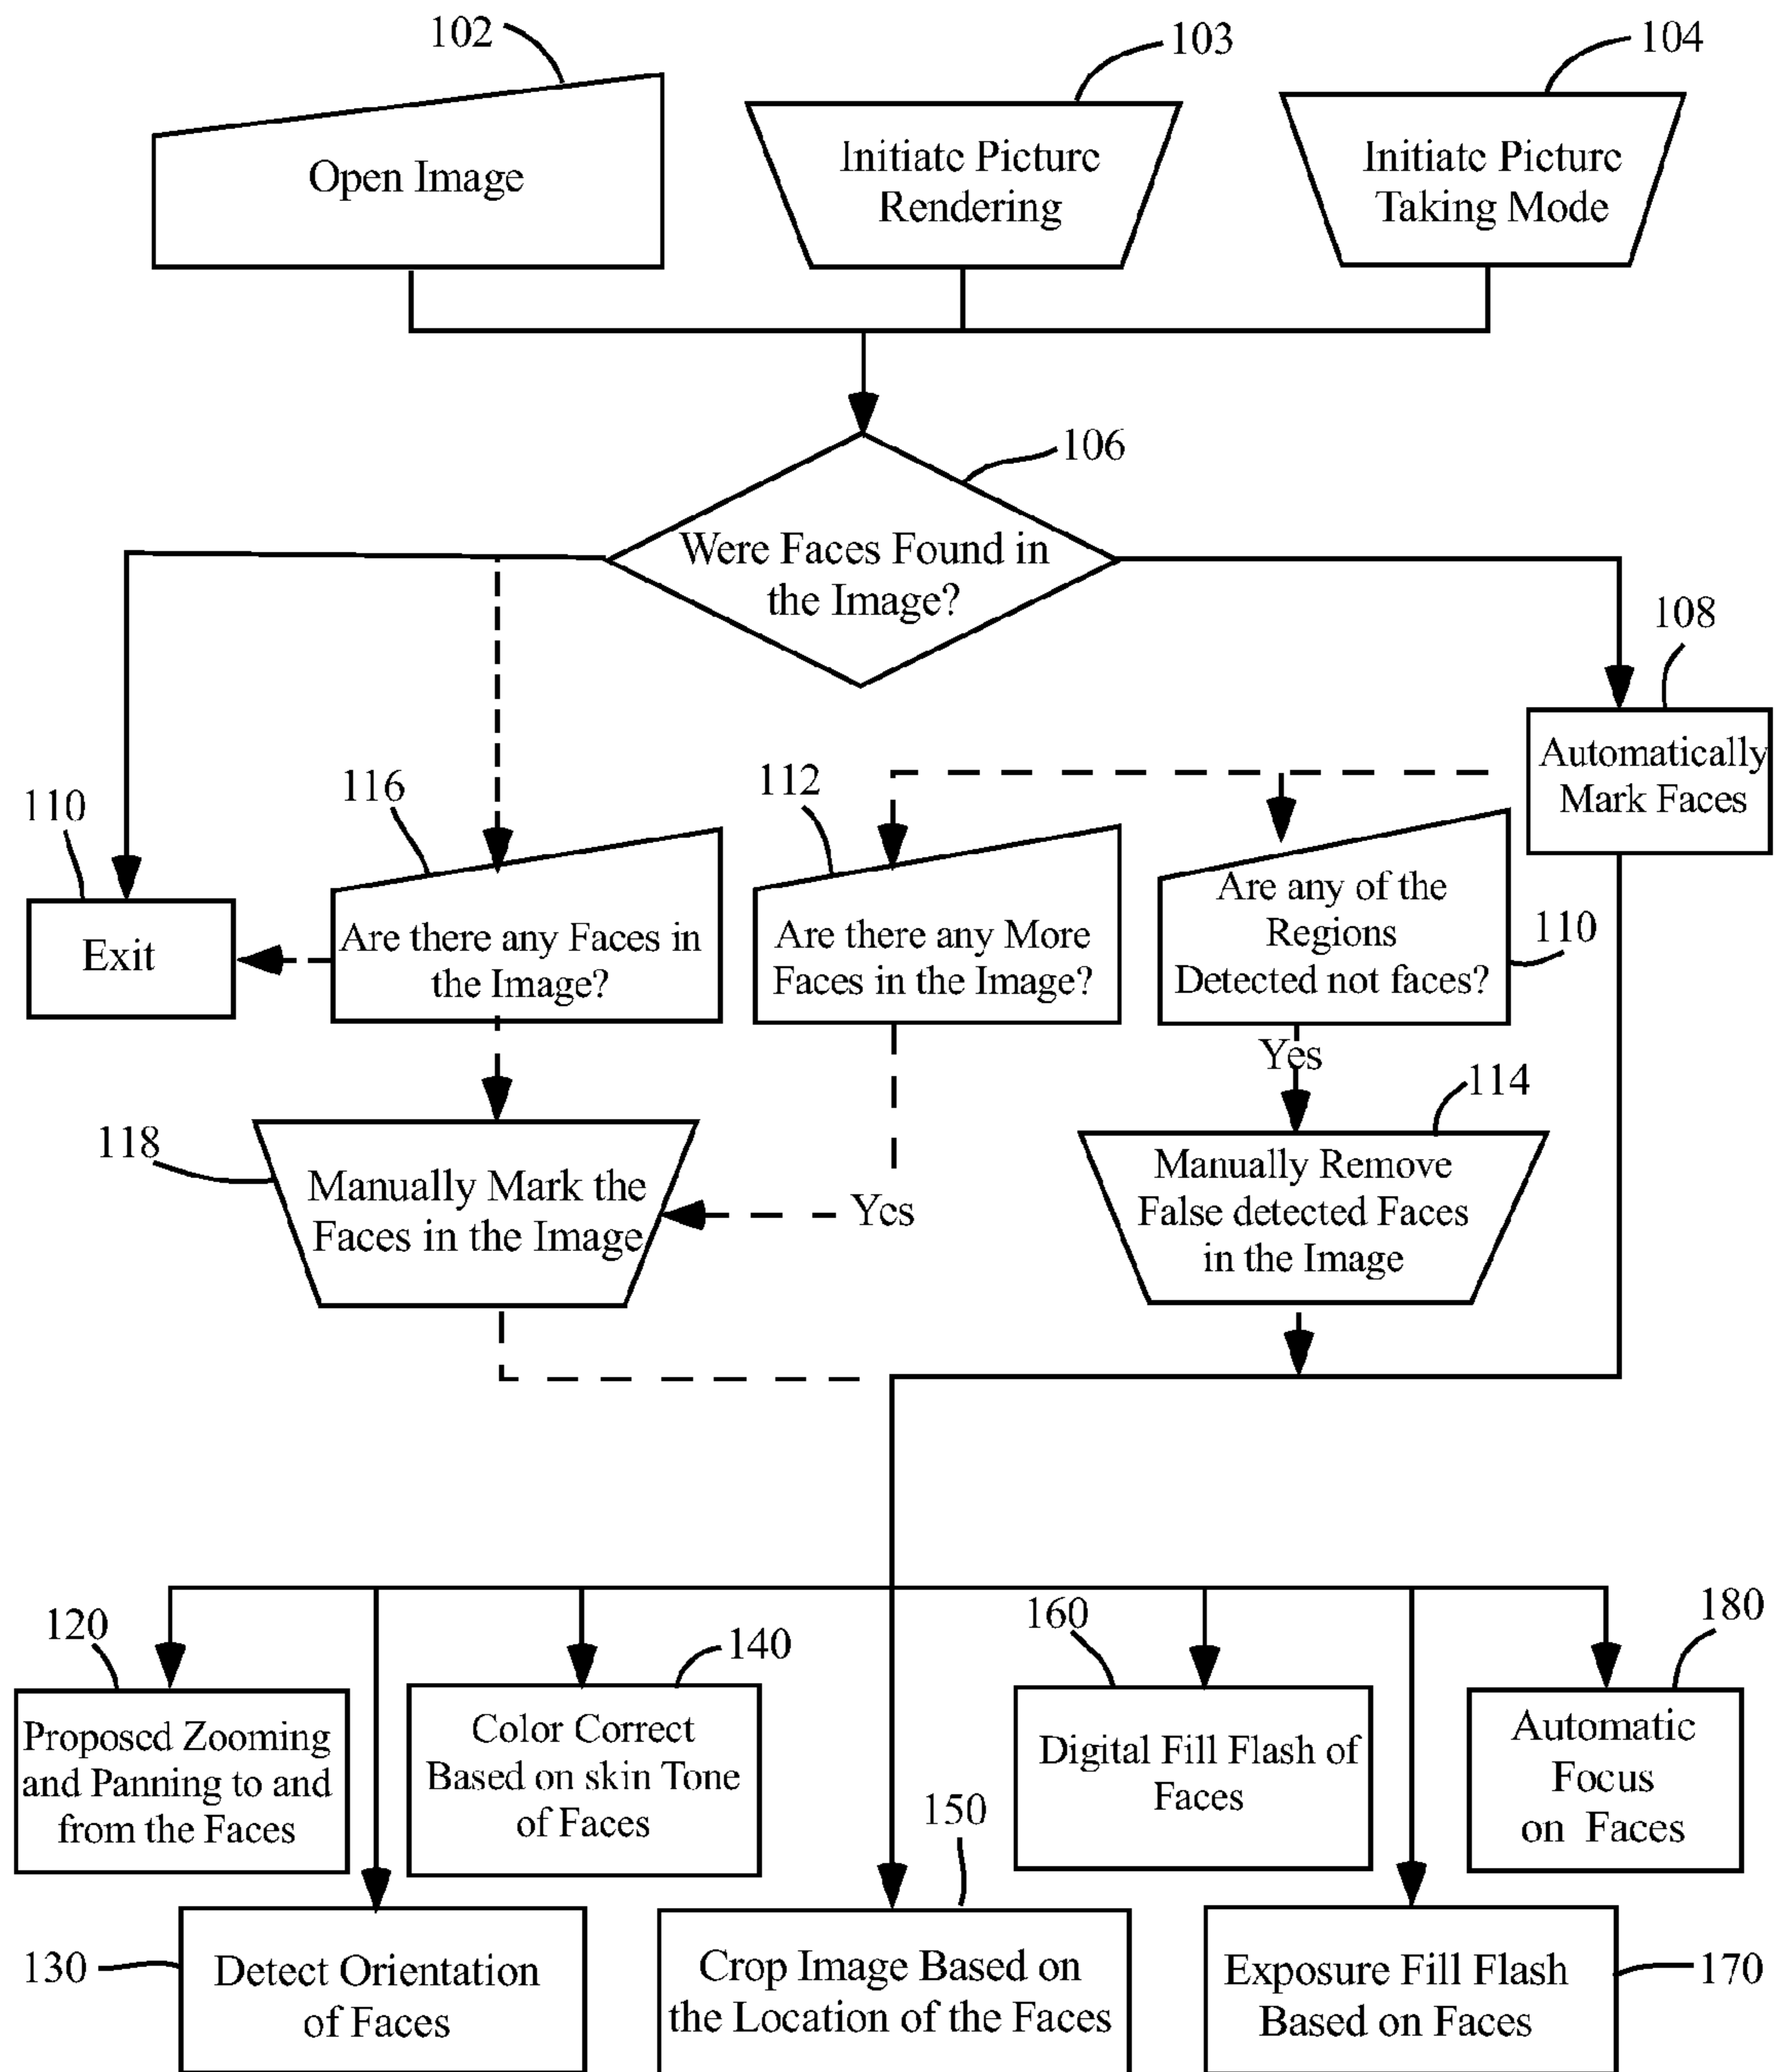 102
103
104
Open Image
Initiate Picture
Rendering
Initiate Picture
Taking Mode
106
Were Faces Found in
the Image?
108
Automatically
Mark Faces
110
116
112
Exit
Are there any Faces in
the Image?
Are there any More
Faces in the Image?
Are any of the
Regions
Detected not faces?
110
Yes
114
118
Manually Mark the
Faces in the Image
Yes
Manually Remove
False detected Faces
in the Image
120
140
160
180
Proposed Zooming
and Panning to and
from the Faces
Color Correct
Based on skin Tone
of Faces
Digital Fill Flash of
Faces
Automatic
Focus
on Faces
150
130
Detect Orientation
of Faces
Crop Image Based on
the Location of the Faces
Exposure Fill Flash
Based on Faces
170